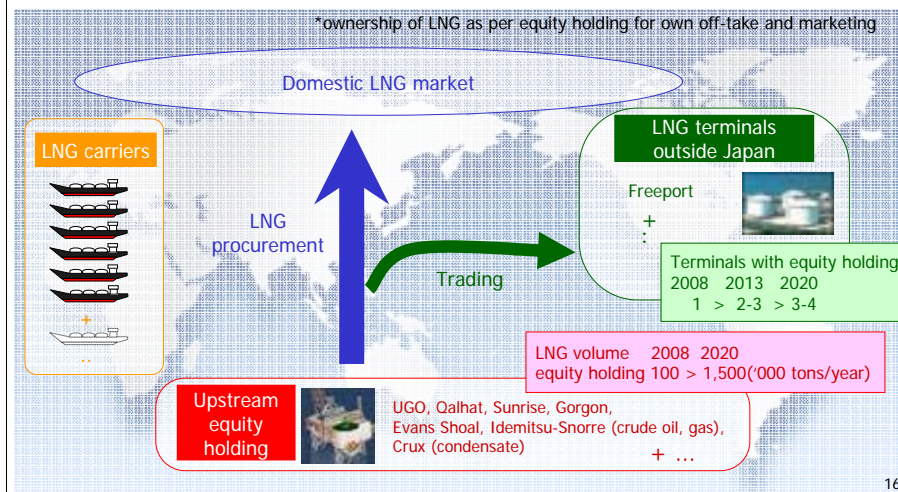 *ownership of LNG as per equity holding for own off-take and marketing
Domestic LNG market
LNG carriers
+
..
LNG
procurement
Trading
LNG terminals
outside Japan
Freeport
+
:
Terminals with equity holding
2008 2013 2020
1 > 2-3 > 3-4
LNG volume 2008 2020
equity holding 100 > 1,500('000 tons/year)
Upstream
equity
holding
UGO, Qalhat, Sunrise, Gorgon,
Evans Shoal, Idemitsu-Snorre (crude oil, gas),
Crux (condensate)
+ ...
16